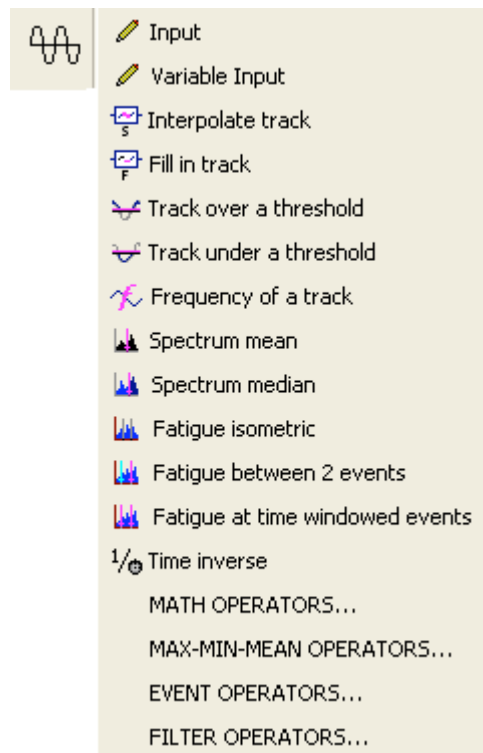 Input
Variable Input
S Interpolate track
F Fill in track
Track over a threshold
Track under a threshold
f Frequency of a track
Spectrum mean
Spectrum median
Fatigue isometric
Fatigue between 2 events
Fatigue at time windowed events
1/ Time inverse
MATH OPERATORS...
MAX-MIN-MEAN OPERATORS...
EVENT OPERATORS...
FILTER OPERATORS...